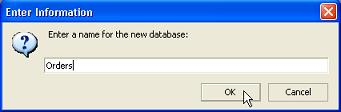 Enter Information
Enter a name for the new database:
Orders
OK
Cancel